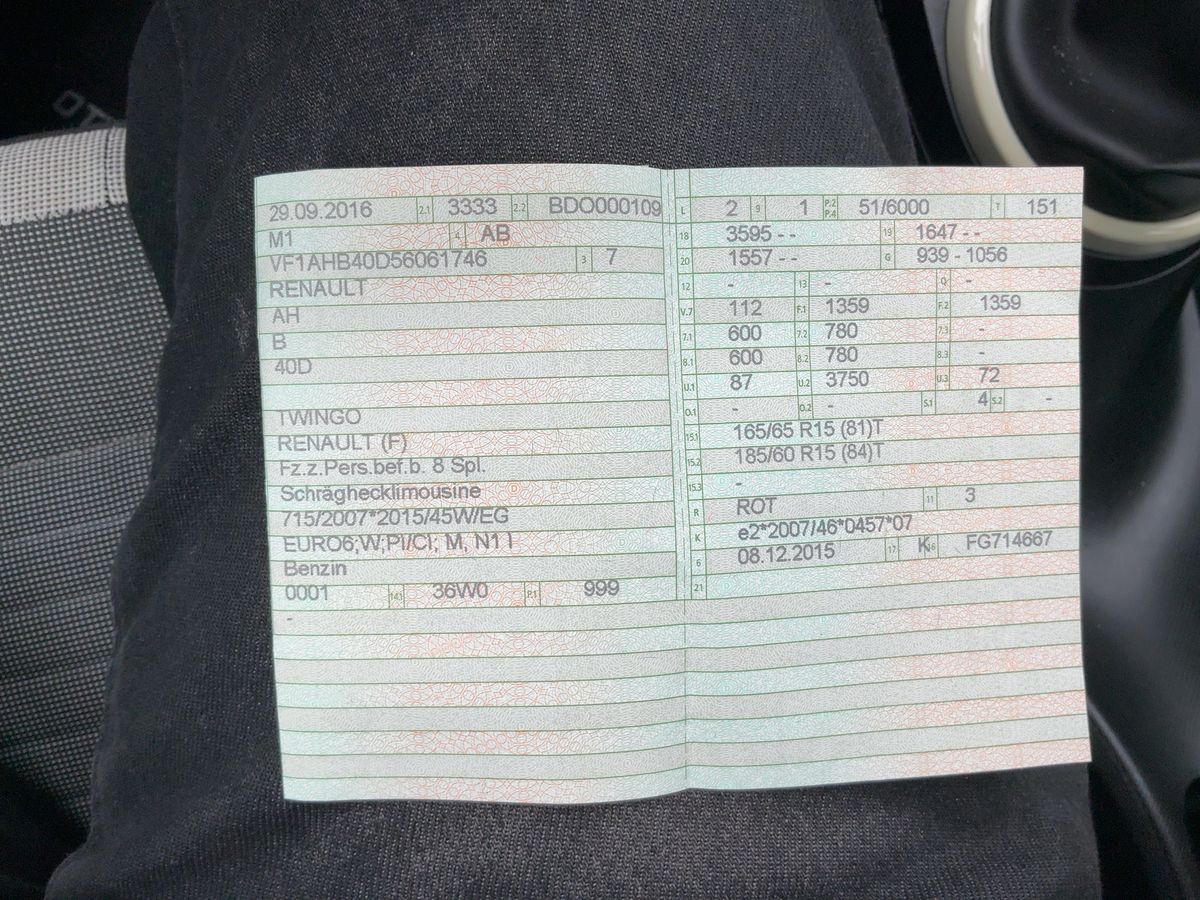 29.09.2016 2.1 3333 2.2 BDO000109
M1 4 AB
VF1AHB40D56061746 3 7
RENAULT
AH
B
40D
TWINGO
RENAULT (F)
Fz.z.Pers.bef.b. 8 Spl.
Schräghecklimousine
715/2007*2015/45W/EG
EURO6;W;PI/CI; M, N1 I
Benzin
0001 14.1 36W0 P.1 999
-
L 2 9 1 P.2 P.4 51/6000 T 151
18 3595 - - 19 1647 - -
20 1557 - - G 939 - 1056
12 - 13 - Q -
V.7 112 F.1 1359 F.2 1359
7.1 600 7.2 780 7.3 -
8.1 600 8.2 780 8.3 -
U.1 87 U.2 3750 U.3 72
O.1 - O.2 - S.1 4 S.2 -
15.1 165/65 R15 (81)T
15.2 185/60 R15 (84)T
15.3 -
R ROT 11 3
K e2*2007/46*0457*07
6 08.12.2015 17 K 16 FG714667
21